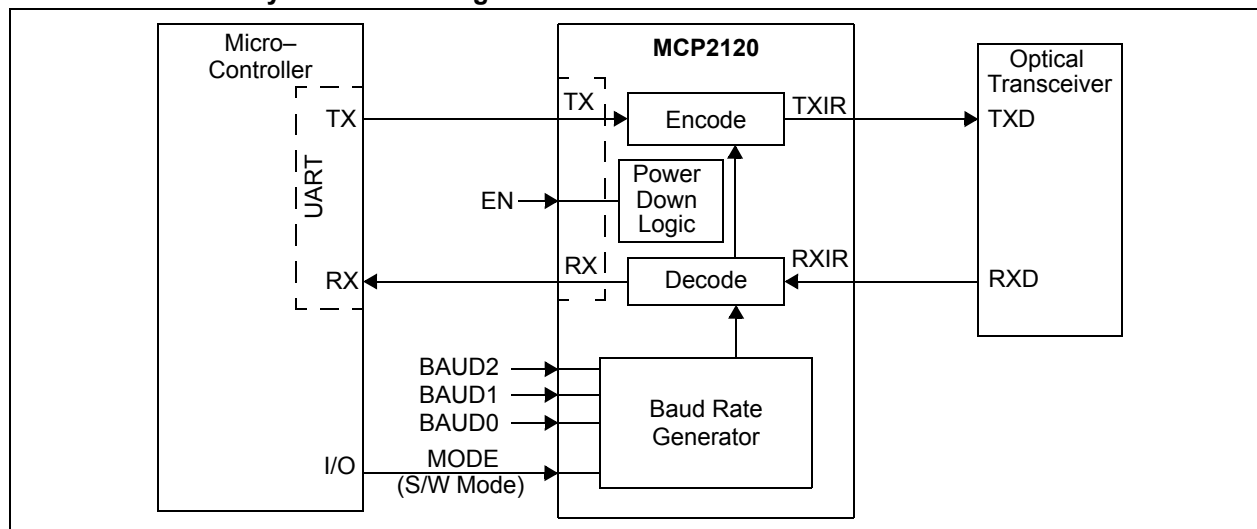 Micro–
Controller
UART
TX
RX
I/O
MCP2120
TX
Encode
TXIR
EN
Power
Down
Logic
RX
Decode
RXIR
BAUD2
BAUD1
BAUD0
MODE
(S/W Mode)
Baud Rate
Generator
Optical
Transceiver
TXD
RXD